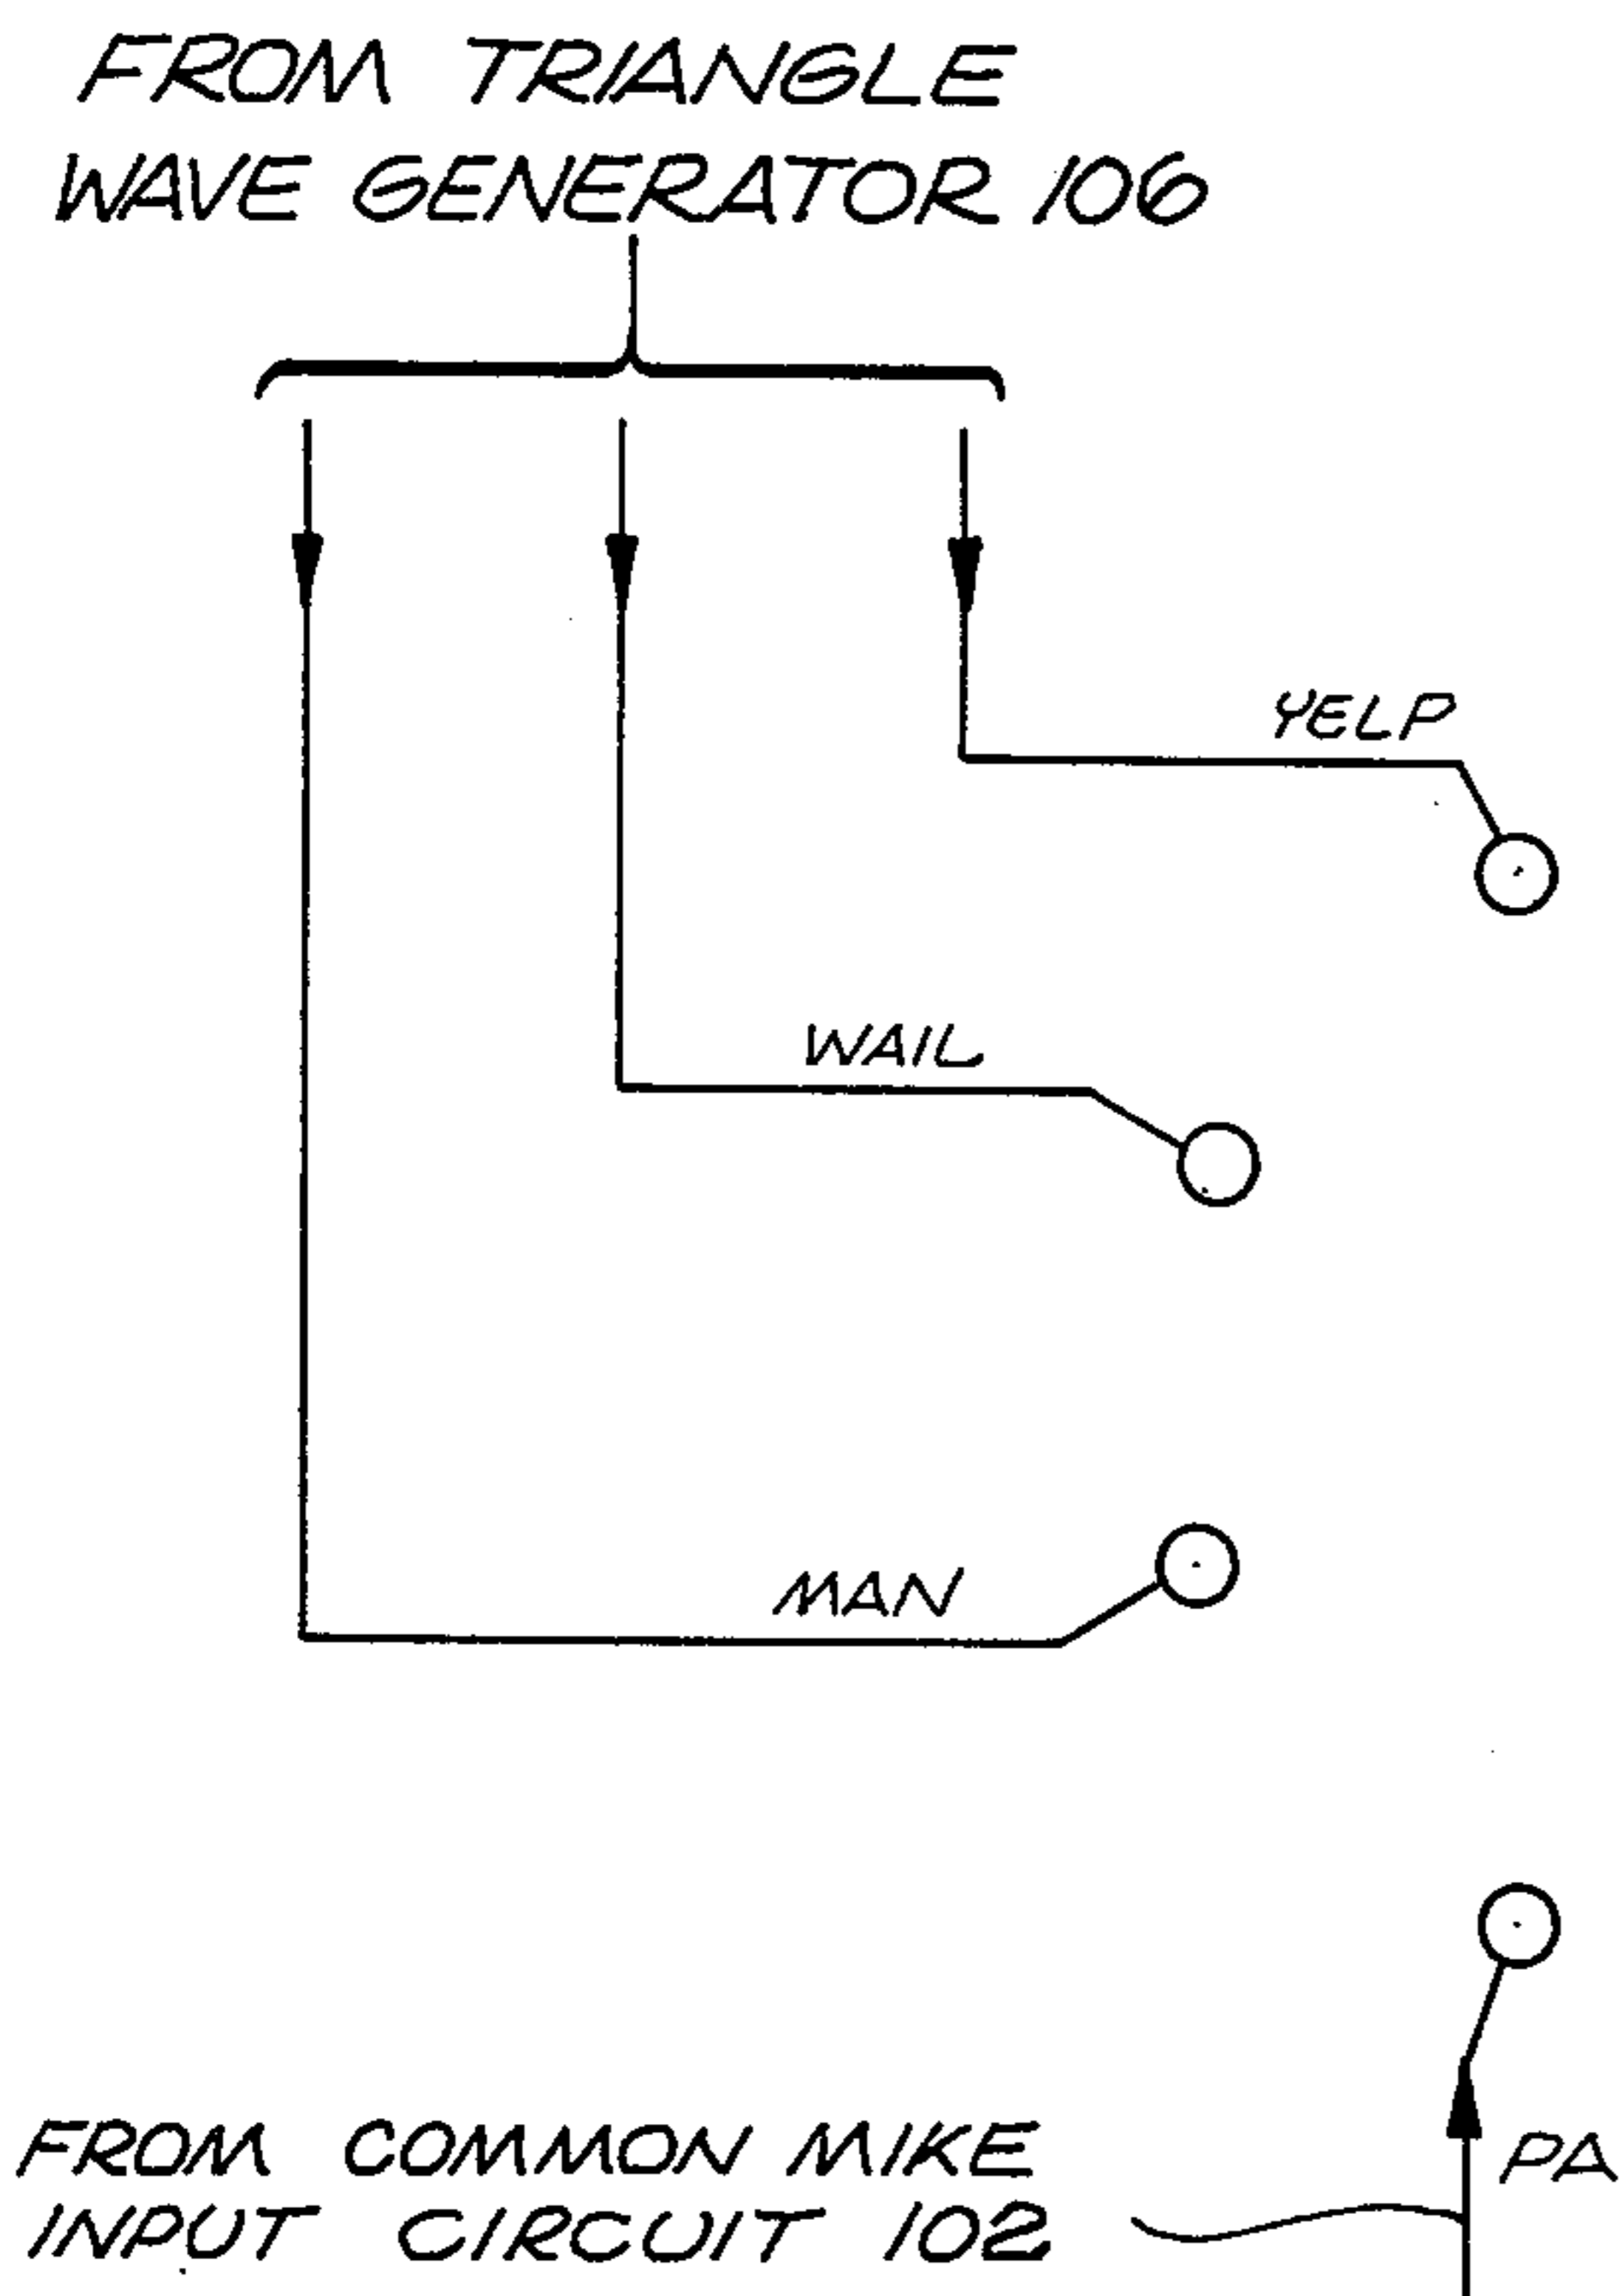 FROM TRIANGLE
WAVE GENERATOR 106
YELP
WAIL
MAN
FROM COMMON MIKE
INPUT CIRCUIT 102
PA